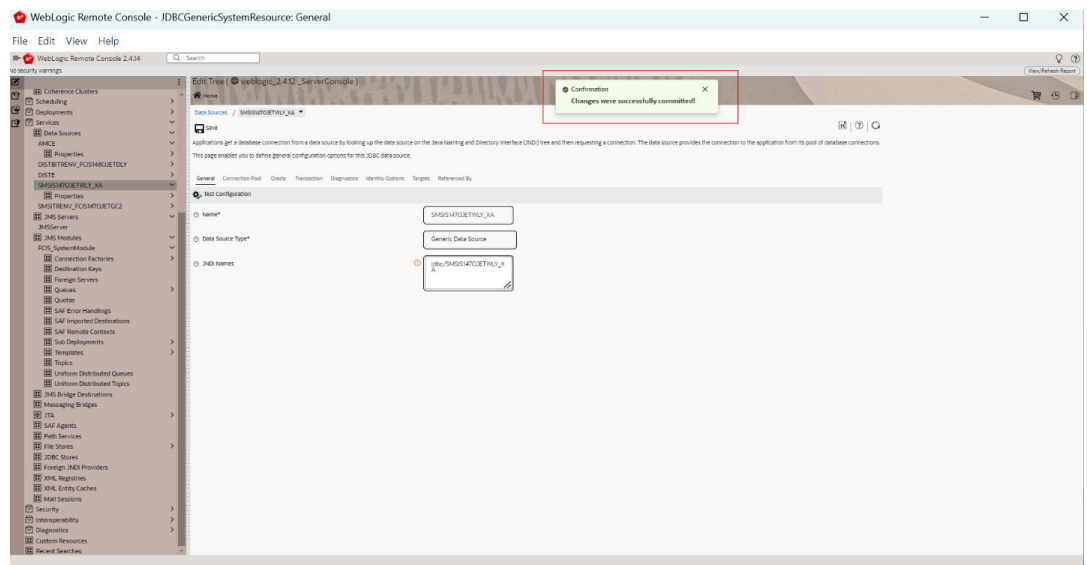 WebLogic Remote Console - JDBCGenericSystemResource: General
File Edit View Help
WebLogic Remote Console 2.4.14
Search
No security warnings
View/Refresh Report
Edit Tree ( weblogic_2.4.12:_ServerConsole )
Home
Confirmation
Changes were successfully committed!
Coherence Clusters
Scheduling
Deployments
Services
Data Sources
AMCE
Properties
DISTE
Properties
JMS Servers
JMSServer
JMS Modules
FCIS_SystemModule
Connection Factories
Destination Keys
Foreign Servers
Queues
Quotas
SAF Error Handlings
SAF Imported Destinations
SAF Remote Contexts
Sub Deployments
Templates
Topics
Uniform Distributed Queues
Uniform Distributed Topics
JMS Bridge Destinations
Messaging Bridges
JTA
SAF Agents
Path Services
File Stores
JDBC Stores
Foreign JNDI Providers
XML Registries
XML Entity Caches
Mail Sessions
Security
Interoperability
Diagnostics
Custom Resources
Recent Searches
Data Sources /
Save
Applications get a database connection from a data source by looking up the data source on the Java Naming and Directory Interface (JNDI) tree and then requesting a connection. The data source provides the connection to the application from its pool of database connections.
This page enables you to define general configuration options for this JDBC data source.
General Connection Pool Oracle Transaction Diagnostics Identity Options Targets Referenced By
Test Configuration
Name*
Data Source Type* Generic Data Source
JNDI Names